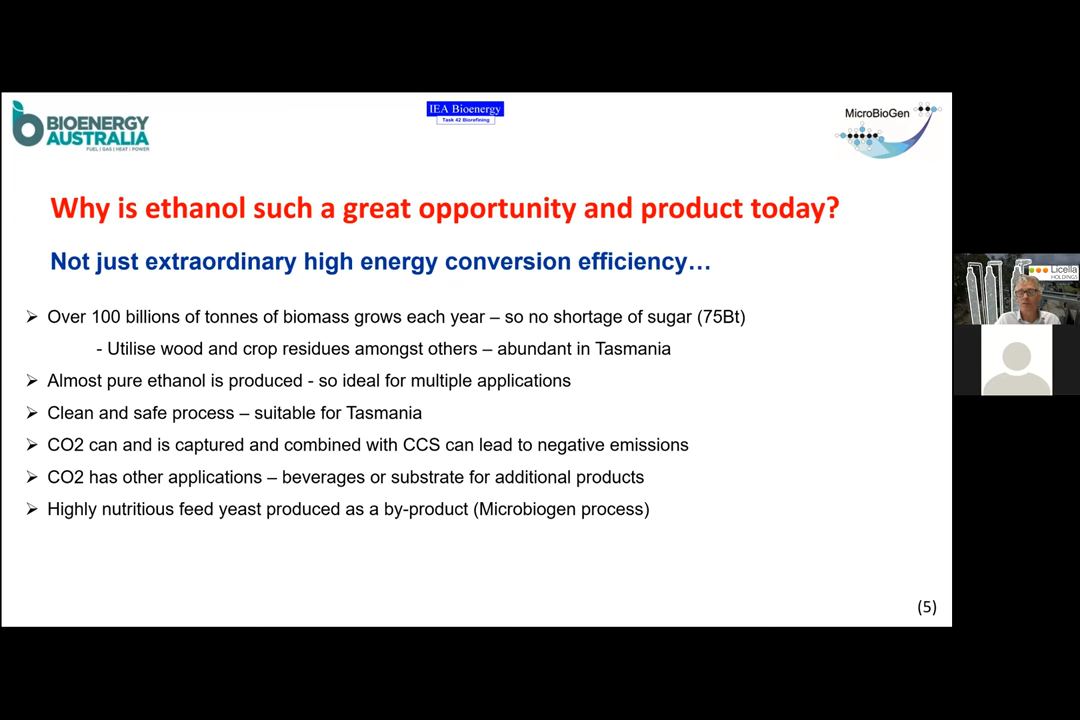 BIOENERGY
AUSTRALIA
FUEL | GAS | HEAT | POWER
IEA Bioenergy
Task 42 Biorefining
MicroBioGen
Why is ethanol such a great opportunity and product today?
Not just extraordinary high energy conversion efficiency…
➢ Over 100 billions of tonnes of biomass grows each year – so no shortage of sugar (75Bt)
- Utilise wood and crop residues amongst others – abundant in Tasmania
➢ Almost pure ethanol is produced - so ideal for multiple applications
➢ Clean and safe process – suitable for Tasmania
➢ CO2 can and is captured and combined with CCS can lead to negative emissions
➢ CO2 has other applications – beverages or substrate for additional products
➢ Highly nutritious feed yeast produced as a by-product (Microbiogen process)
(5)
Licella
HOLDINGS